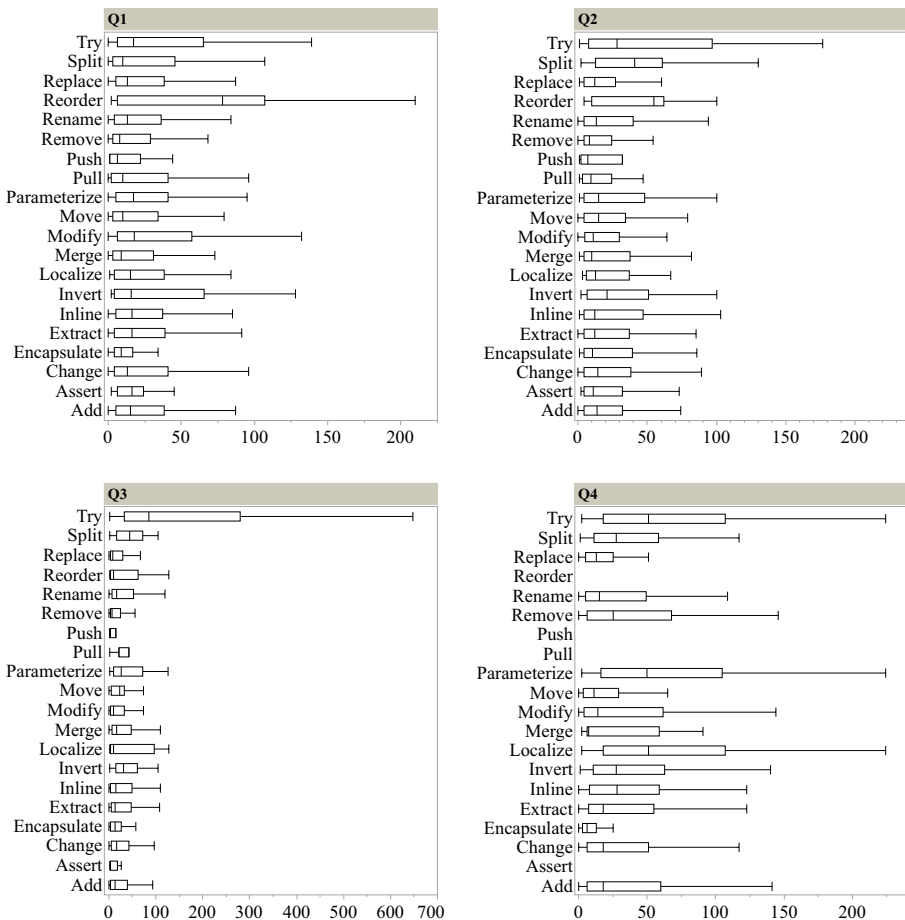 Q1
Try
Split
Replace
Reorder
Rename
Remove
Push
Pull
Parameterize
Move
Modify
Merge
Localize
Invert
Inline
Extract
Encapsulate
Change
Assert
Add
0 50 100 150 200
Q2
Try
Split
Replace
Reorder
Rename
Remove
Push
Pull
Parameterize
Move
Modify
Merge
Localize
Invert
Inline
Extract
Encapsulate
Change
Assert
Add
0 50 100 150 200
Q3
Try
Split
Replace
Reorder
Rename
Remove
Push
Pull
Parameterize
Move
Modify
Merge
Localize
Invert
Inline
Extract
Encapsulate
Change
Assert
Add
0 100 200 300 400 500 600 700
Q4
Try
Split
Replace
Reorder
Rename
Remove
Push
Pull
Parameterize
Move
Modify
Merge
Localize
Invert
Inline
Extract
Encapsulate
Change
Assert
Add
0 50 100 150 200